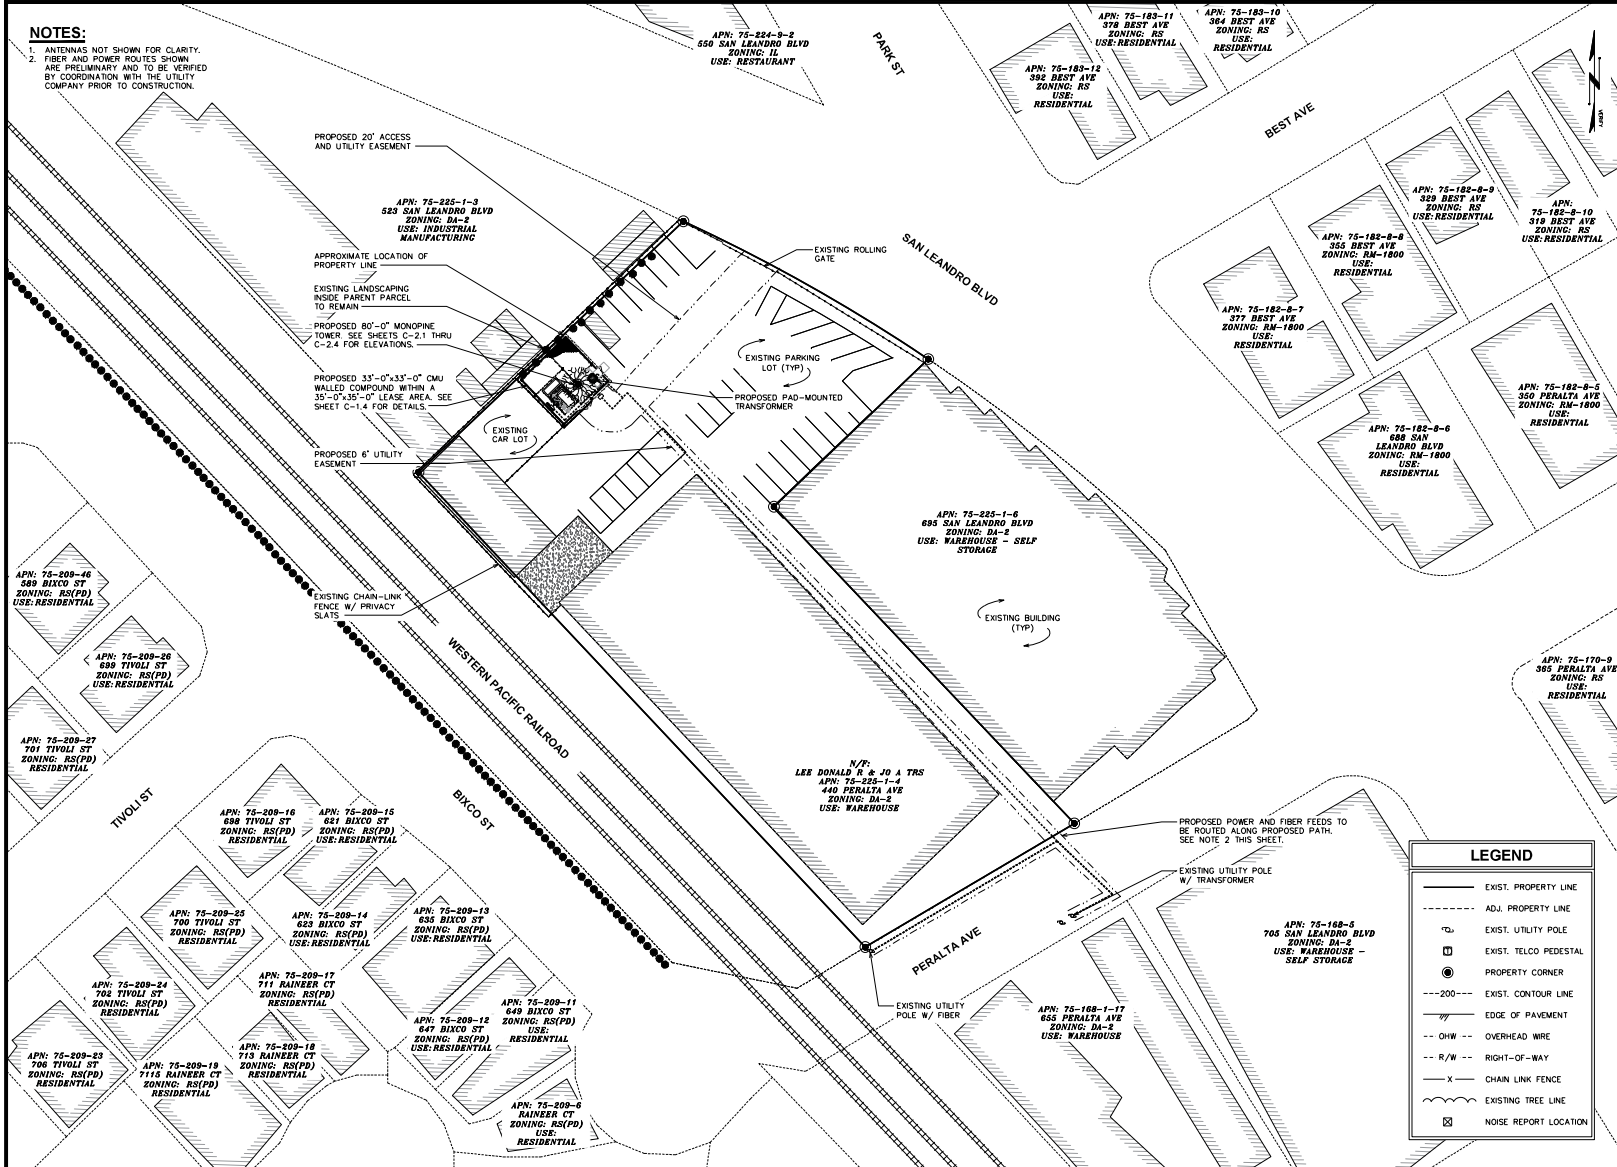 NOTES:
1. ANTENNAS NOT SHOWN FOR CLARITY.
2. FIBER AND POWER ROUTES SHOWN
ARE PRELIMINARY AND TO BE VERIFIED
BY COORDINATION WITH THE UTILITY
COMPANY PRIOR TO CONSTRUCTION.
APN: 75-224-9-2
550 SAN LEANDRO BLVD
ZONING: IL
USE: RESTAURANT
PARK ST
APN: 75-183-11
378 BEST AVE
ZONING: RS
USE: RESIDENTIAL
APN: 75-183-10
364 BEST AVE
ZONING: RS
USE:
RESIDENTIAL
APN: 75-183-12
392 BEST AVE
ZONING: RS
USE:
RESIDENTIAL
BEST AVE
VERIFY
PROPOSED 20' ACCESS
AND UTILITY EASEMENT
APN: 75-225-1-3
523 SAN LEANDRO BLVD
ZONING: DA-2
USE: INDUSTRIAL
MANUFACTURING
APPROXIMATE LOCATION OF
PROPERTY LINE
EXISTING LANDSCAPING
INSIDE PARENT PARCEL
TO REMAIN
PROPOSED 80'-0" MONOPINE
TOWER. SEE SHEETS C-2.1 THRU
C-2.4 FOR ELEVATIONS.
PROPOSED 33'-0"x33'-0" CMU
WALLED COMPOUND WITHIN A
35'-0"x35'-0" LEASE AREA. SEE
SHEET C-1.4 FOR DETAILS.
EXISTING
CAR LOT
PROPOSED 6' UTILITY
EASEMENT
EXISTING ROLLING
GATE
SAN LEANDRO BLVD
EXISTING PARKING
LOT (TYP)
PROPOSED PAD-MOUNTED
TRANSFORMER
APN: 75-182-8-9
329 BEST AVE
ZONING: RS
USE: RESIDENTIAL
APN:
75-182-8-10
319 BEST AVE
ZONING: RS
USE: RESIDENTIAL
APN: 75-182-8-8
355 BEST AVE
ZONING: RM-1800
USE:
RESIDENTIAL
APN: 75-182-8-7
377 BEST AVE
ZONING: RM-1800
USE:
RESIDENTIAL
APN: 75-182-8-5
350 PERALTA AVE
ZONING: RM-1800
USE:
RESIDENTIAL
APN: 75-182-8-6
688 SAN
LEANDRO BLVD
ZONING: RM-1800
USE:
RESIDENTIAL
APN: 75-225-1-6
695 SAN LEANDRO BLVD
ZONING: DA-2
USE: WAREHOUSE - SELF
STORAGE
EXISTING BUILDING
(TYP)
APN: 75-209-46
589 BIXCO ST
ZONING: RS(PD)
USE: RESIDENTIAL
EXISTING CHAIN-LINK
FENCE W/ PRIVACY
SLATS
APN: 75-209-26
699 TIVOLI ST
ZONING: RS(PD)
USE: RESIDENTIAL
WESTERN PACIFIC RAILROAD
APN: 75-170-9
365 PERALTA AVE
ZONING: RS
USE:
RESIDENTIAL
APN: 75-209-27
701 TIVOLI ST
ZONING: RS(PD)
RESIDENTIAL
N/F:
LEE DONALD R & JO A TRS
APN: 75-225-1-4
440 PERALTA AVE
ZONING: DA-2
USE: WAREHOUSE
TIVOLI ST
BIXCO ST
APN: 75-209-16
698 TIVOLI ST
ZONING: RS(PD)
RESIDENTIAL
APN: 75-209-15
621 BIXCO ST
ZONING: RS(PD)
USE: RESIDENTIAL
PROPOSED POWER AND FIBER FEEDS TO
BE ROUTED ALONG PROPOSED PATH.
SEE NOTE 2 THIS SHEET.
EXISTING UTILITY POLE
W/ TRANSFORMER
APN: 75-209-25
700 TIVOLI ST
ZONING: RS(PD)
RESIDENTIAL
APN: 75-209-14
623 BIXCO ST
ZONING: RS(PD)
USE: RESIDENTIAL
APN: 75-209-13
635 BIXCO ST
ZONING: RS(PD)
USE: RESIDENTIAL
PERALTA AVE
APN: 75-168-5
705 SAN LEANDRO BLVD
ZONING: DA-2
USE: WAREHOUSE -
SELF STORAGE
APN: 75-209-24
702 TIVOLI ST
ZONING: RS(PD)
RESIDENTIAL
APN: 75-209-17
711 RAINEER CT
ZONING: RS(PD)
RESIDENTIAL
APN: 75-209-11
649 BIXCO ST
ZONING: RS(PD)
USE:
RESIDENTIAL
APN: 75-209-12
647 BIXCO ST
ZONING: RS(PD)
USE: RESIDENTIAL
EXISTING UTILITY
POLE W/ FIBER
APN: 75-168-1-17
655 PERALTA AVE
ZONING: DA-2
USE: WAREHOUSE
APN: 75-209-23
706 TIVOLI ST
ZONING: RS(PD)
RESIDENTIAL
APN: 75-209-18
713 RAINEER CT
ZONING: RS(PD)
RESIDENTIAL
APN: 75-209-19
7115 RAINEER CT
ZONING: RS(PD)
RESIDENTIAL
APN: 75-209-6
RAINEER CT
ZONING: RS(PD)
USE:
RESIDENTIAL
LEGEND
EXIST. PROPERTY LINE
ADJ. PROPERTY LINE
EXIST. UTILITY POLE
T EXIST. TELCO PEDESTAL
PROPERTY CORNER
---200--- EXIST. CONTOUR LINE
EDGE OF PAVEMENT
-- OHW -- OVERHEAD WIRE
-- R/W -- RIGHT-OF-WAY
— X — CHAIN LINK FENCE
EXISTING TREE LINE
NOISE REPORT LOCATION